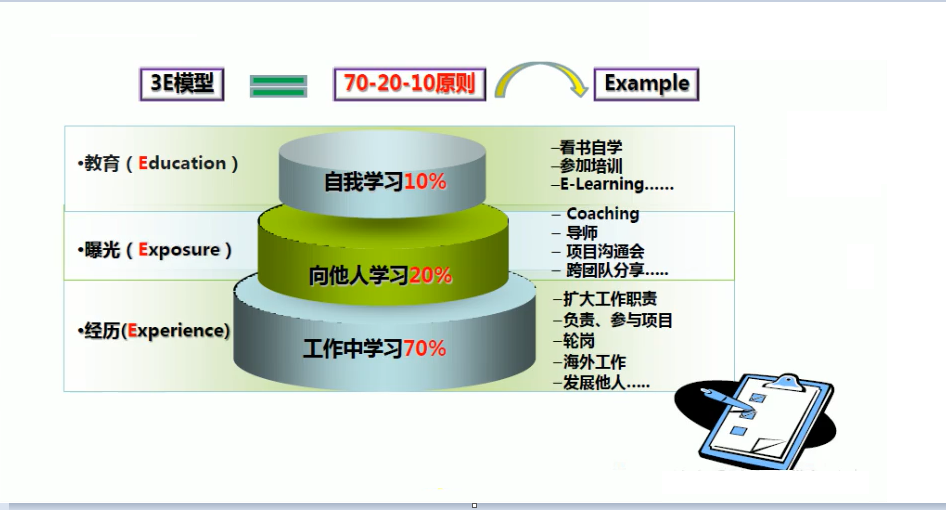 3E模型
70-20-10原则
Example
•教育（Education）
自我学习10%
–看书自学
–参加培训
–E-Learning……
•曝光（Exposure）
向他人学习20%
– Coaching
– 导师
– 项目沟通会
– 跨团队分享…..
•经历(Experience)
工作中学习70%
–扩大工作职责
–负责、参与项目
–轮岗
–海外工作
–发展他人…..